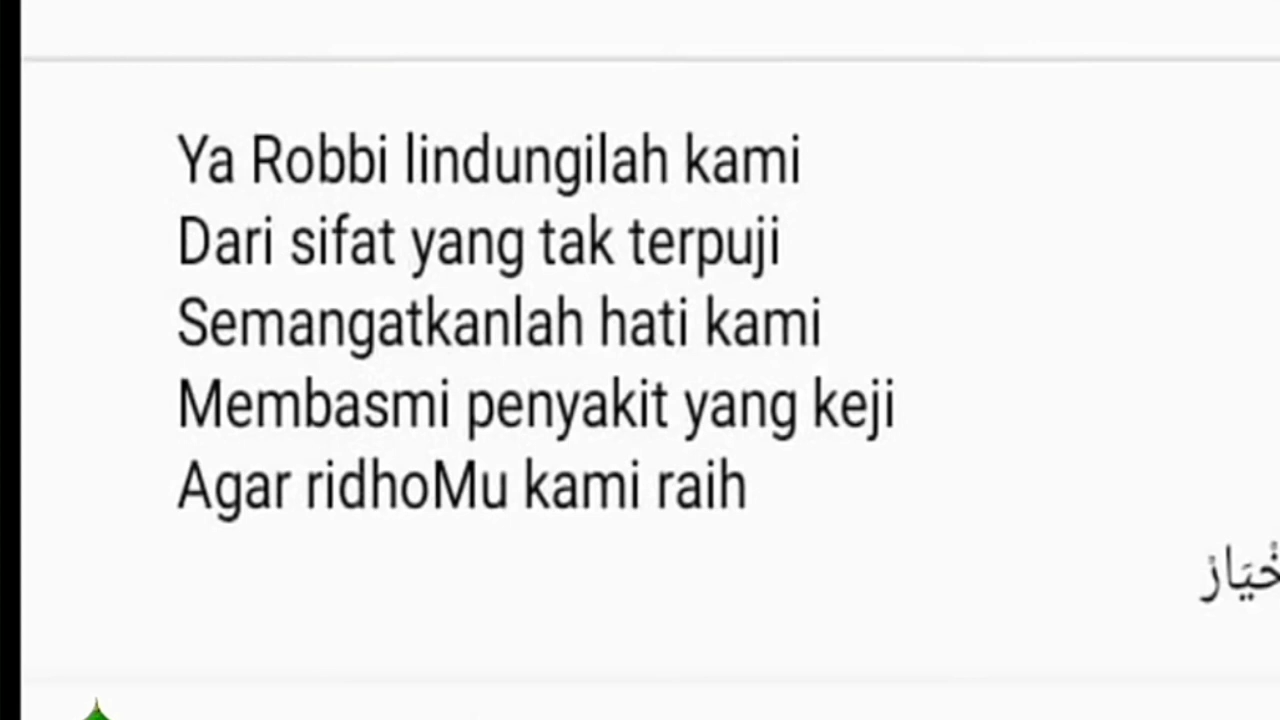 Ya Robbi lindungilah kami
Dari sifat yang tak terpuji
Semangatkanlah hati kami
Membasmi penyakit yang keji
Agar ridhoMu kami raih